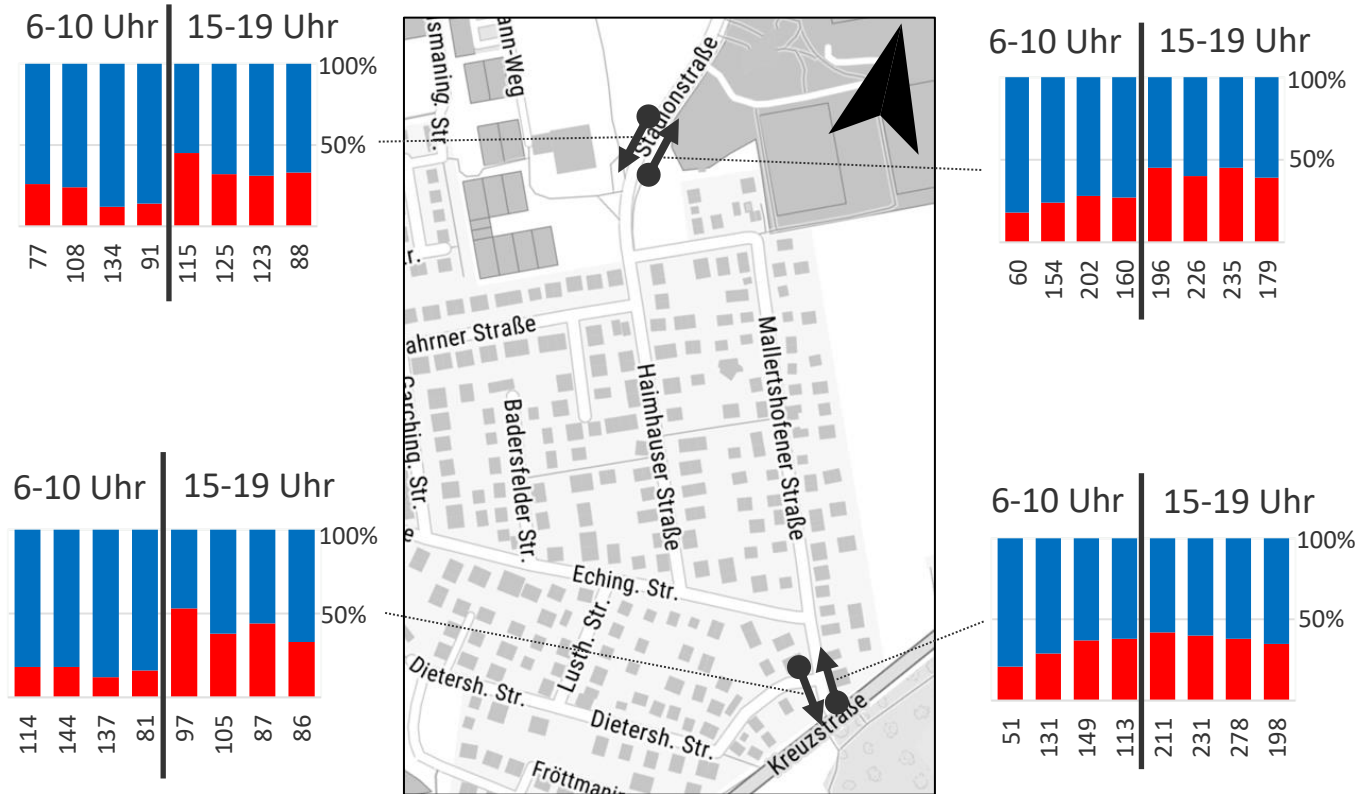 6-10 Uhr 15-19 Uhr
100%
50%
77 108 134 91 115 125 123 88
6-10 Uhr 15-19 Uhr
100%
50%
60 154 202 160 196 226 235 179
smaning. Str.
ann-Weg
Stadionstraße
r.
ahrner Straße
Garching. Str.
Badersfelder Str.
Haimhauser Straße
Mallertshofener Straße
e
Eching. Str.
Lusth. Str.
Dietersh. Str.
Dietersh. Str.
Kreuzstraße
Fröttmanin
6-10 Uhr 15-19 Uhr
100%
50%
114 144 137 81 97 105 87 86
6-10 Uhr 15-19 Uhr
100%
50%
51 131 149 113 211 231 278 198